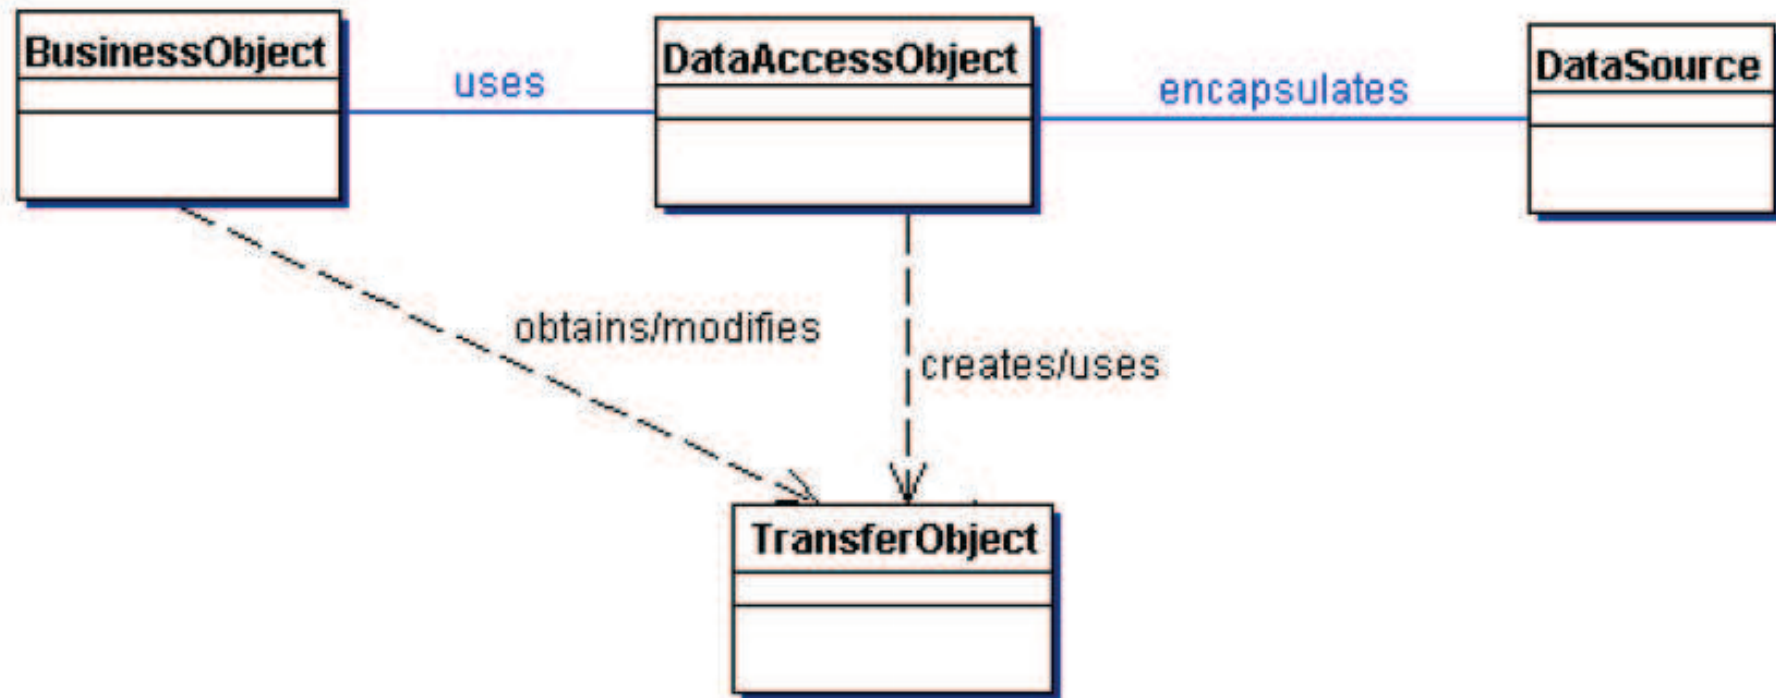 BusinessObject
uses
DataAccessObject
encapsulates
DataSource
obtains/modifies
creates/uses
TransferObject